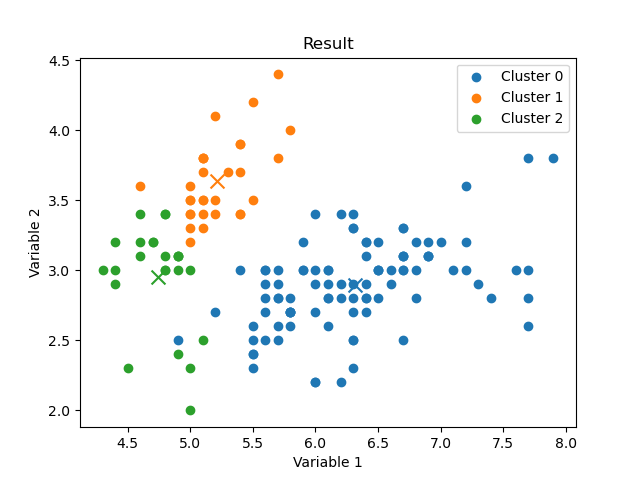 Result
Cluster 0
Cluster 1
Cluster 2
Variable 2
4.5
4.0
3.5
3.0
2.5
2.0
4.5 5.0 5.5 6.0 6.5 7.0 7.5 8.0
Variable 1